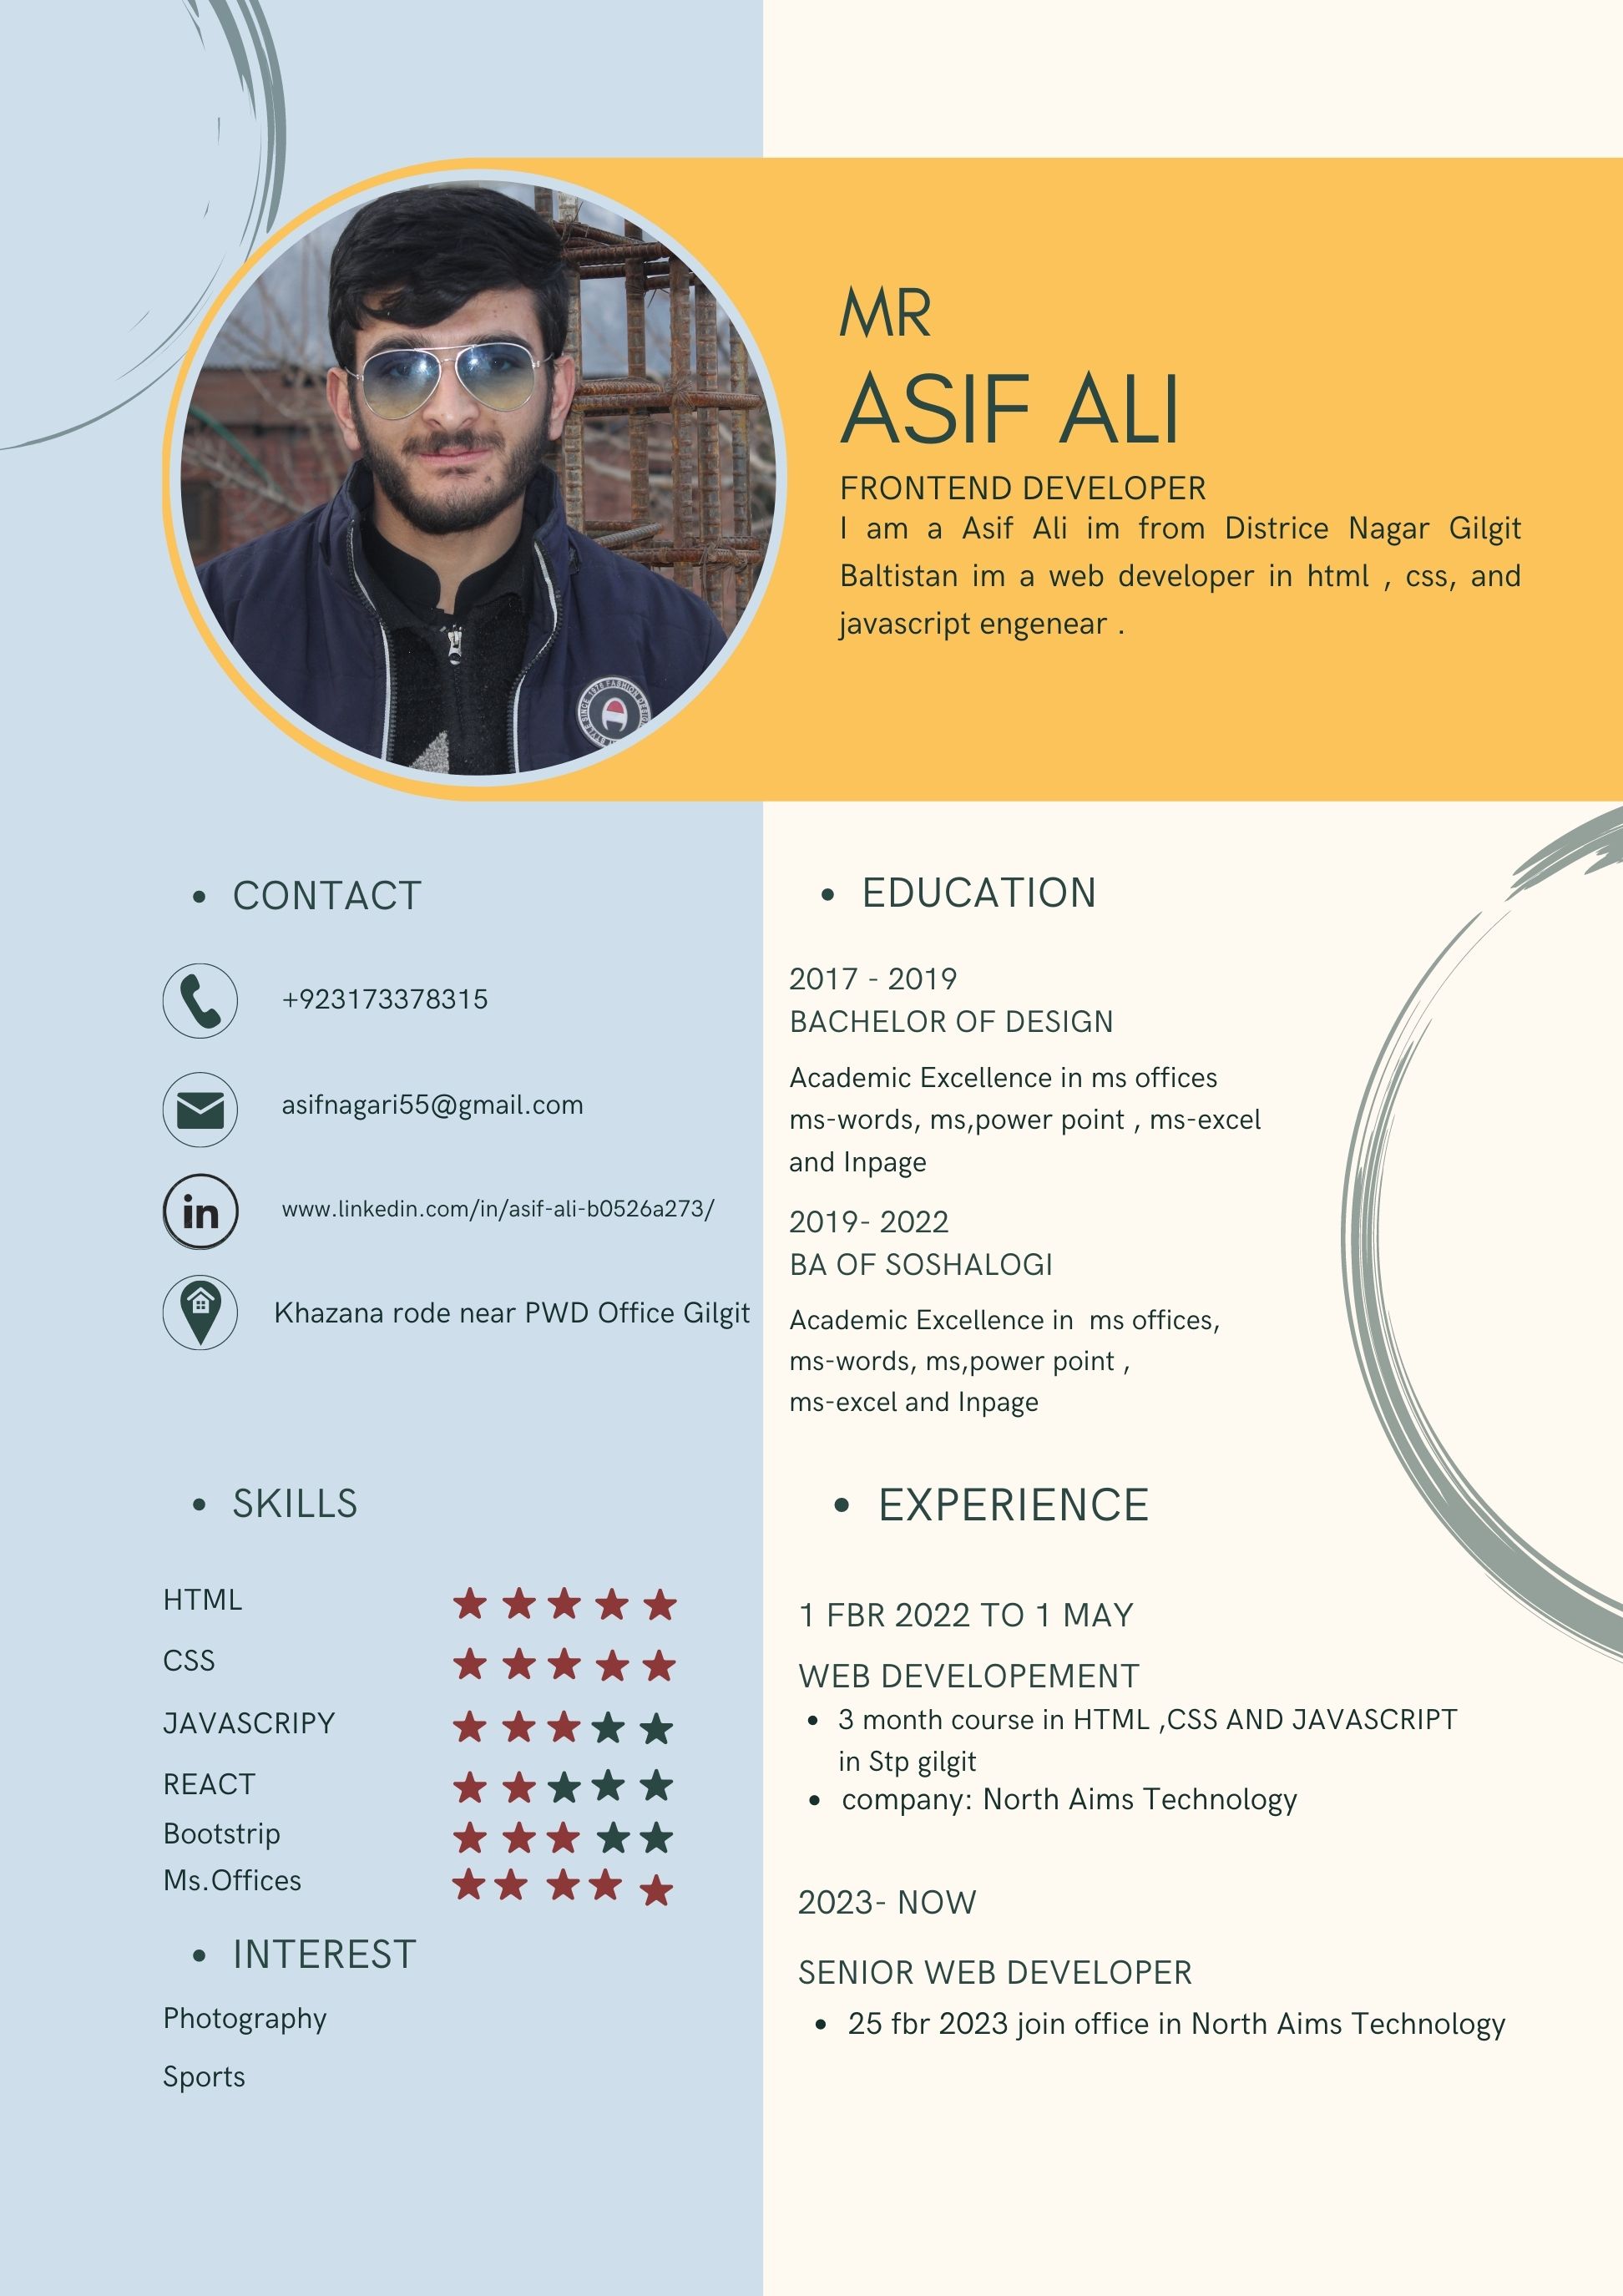 MR
ASIF ALI
FRONTEND DEVELOPER
I am a Asif Ali im from Districe Nagar Gilgit
Baltistan im a web developer in html , css, and
javascript engenear .
• CONTACT
+923173378315
asifnagari55@gmail.com
in
www.linkedin.com/in/asif-ali-b0526a273/
Khazana rode near PWD Office Gilgit
• SKILLS
HTML
CSS
JAVASCRIPY
REACT
Bootstrip
Ms.Offices
• INTEREST
Photography
Sports
• EDUCATION
2017 - 2019
BACHELOR OF DESIGN
Academic Excellence in ms offices
ms-words, ms,power point , ms-excel
and Inpage
2019- 2022
BA OF SOSHALOGI
Academic Excellence in ms offices,
ms-words, ms,power point ,
ms-excel and Inpage
• EXPERIENCE
1 FBR 2022 TO 1 MAY
WEB DEVELOPEMENT
• 3 month course in HTML ,CSS AND JAVASCRIPT
in Stp gilgit
• company: North Aims Technology
2023- NOW
SENIOR WEB DEVELOPER
• 25 fbr 2023 join office in North Aims Technology